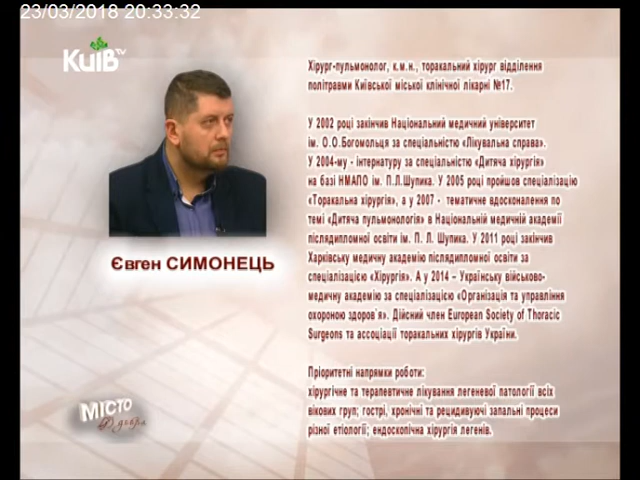 23/03/2018 20:33:32
КиїВ TV
Хірург-пульмонолог, к.м.н., торакальний хірург відділення
політравми Київської міської клінічної лікарні №17.
У 2002 році закінчив Національний медичний університет
ім. О.О.Богомольця за спеціальністю «Лікувальна справа».
У 2004-му - інтернатуру за спеціальністю «Дитяча хірургія»
на базі НМАПО ім. П.Л.Шупика. У 2005 році пройшов спеціалізацію
«Торакальна хірургія», а у 2007 - тематичне вдосконалення по
темі «Дитяча пульмонологія» в Національній медичній академії
післядипломної освіти ім. П. Л. Шупика. У 2011 році закінчив
Харківську медичну академію післядипломної освіти за
спеціалізацією «Хірургія». А у 2014 – Українську військово-
медичну академію за спеціалізацією «Організація та управління
охороною здоров`я». Дійсний член European Society of Thoracic
Surgeons та ассоціації торакальних хірургів України.
Євген СИМОНЕЦЬ
Пріоритетні напрямки роботи:
хірургічне та терапевтичне лікування легеневої патології всіх
вікових груп; гострі, хронічні та рецидивуючі запальні процеси
різної етіології; ендоскопічна хірургія легенів.
МІСТО
добра